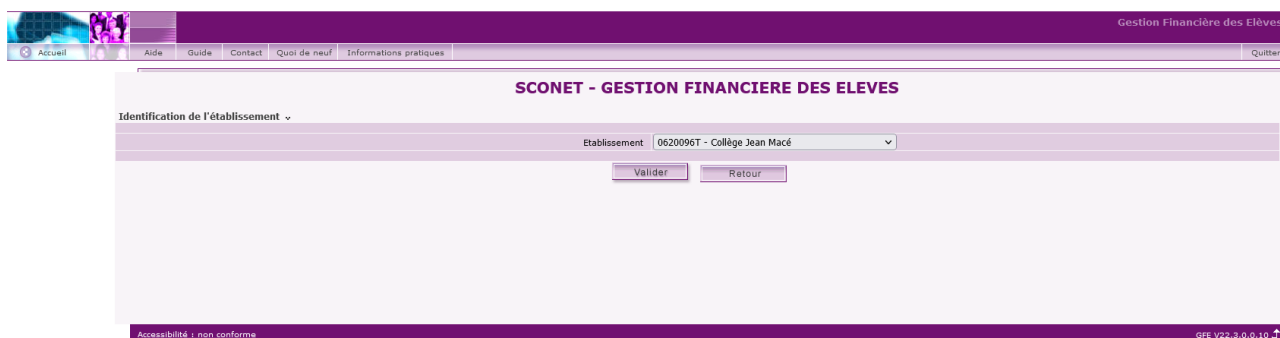 Gestion Financière des Elèves
Accueil Aide Guide Contact Quoi de neuf Informations pratiques Quitter
SCONET - GESTION FINANCIERE DES ELEVES
Identification de l'établissement
Etablissement 0620096T - Collège Jean Macé
Valider Retour
Accessibilité : non conforme GFE V22.3.0.0.10